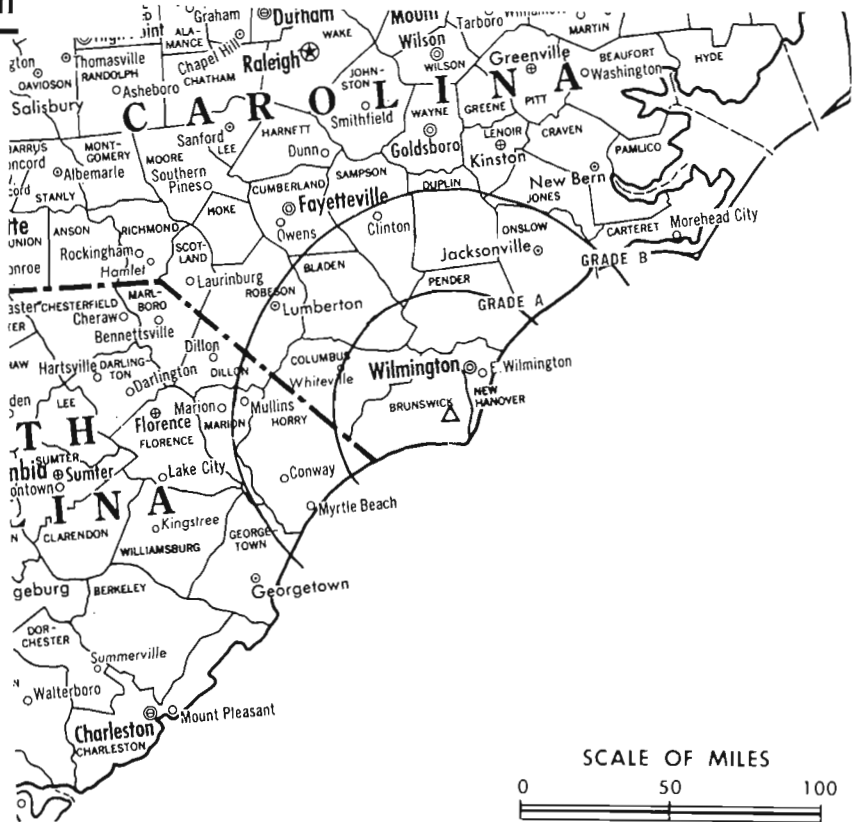 Graham
Durham
Mount
Tarboro
MARTIN
ALA-
MANCE
Chapel Hill
WAKE
Wilson
WILSON
Greenville
BEAUFORT
HYDE
Thomasville
DAVIDSON
RANDOLPH
Raleigh
Washington
Asheboro
CHATHAM
JOHN-
STON
Salisbury
CAROLINA
Smithfield
WAYNE
GREENE
PITT
Sanford
LEE
HARNETT
Goldsboro
LENOIR
CRAVEN
MONT-
GOMERY
MOORE
Dunn
Kinston
PAMLICO
Albemarle
Southern
Pines
SAMPSON
STANLY
CUMBERLAND
DUPLIN
New Bern
JONES
HOKE
Fayetteville
Owens
Clinton
ONSLOW
CARTERET
Morehead City
UNION
ANSON
RICHMOND
Rockingham
SCOT-
LAND
Jacksonville
GRADE B
Hamlet
BLADEN
Laurinburg
ROBESON
PENDER
CHESTERFIELD
MARL-
BORO
Lumberton
GRADE A
Cheraw
Bennettsville
Dillon
COLUMBUS
Hartsville
DARLING-
TON
DILLON
Whiteville
Wilmington
E. Wilmington
Darlington
LEE
Marion
Mullins
BRUNSWICK
NEW
HANOVER
Florence
FLORENCE
MARION
HORRY
TH
SUMTER
Sumter
Lake City
Conway
INA
Myrtle Beach
Kingstree
CLARENDON
WILLIAMSBURG
GEORGE-
TOWN
BERKELEY
Georgetown
DOR-
CHESTER
Summerville
Walterboro
Mount Pleasant
Charleston
CHARLESTON
SCALE OF MILES
0 50 100